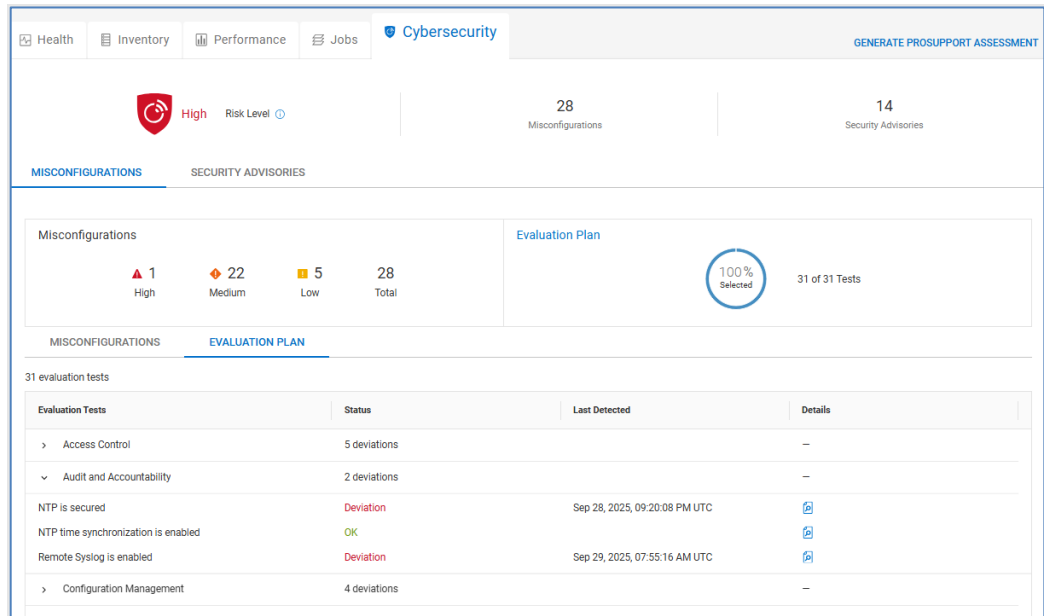 Health Inventory Performance Jobs Cybersecurity
GENERATE PROSUPPORT ASSESSMENT
High Risk Level
28
Misconfigurations
14
Security Advisories
MISCONFIGURATIONS SECURITY ADVISORIES
Misconfigurations
1
High
22
Medium
5
Low
28
Total
Evaluation Plan
100%
Selected
31 of 31 Tests
MISCONFIGURATIONS EVALUATION PLAN
31 evaluation tests
Evaluation Tests Status Last Detected Details
Access Control 5 deviations –
Audit and Accountability 2 deviations –
NTP is secured Deviation Sep 28, 2025, 09:20:08 PM UTC
NTP time synchronization is enabled OK
Remote Syslog is enabled Deviation Sep 29, 2025, 07:55:16 AM UTC
Configuration Management 4 deviations –